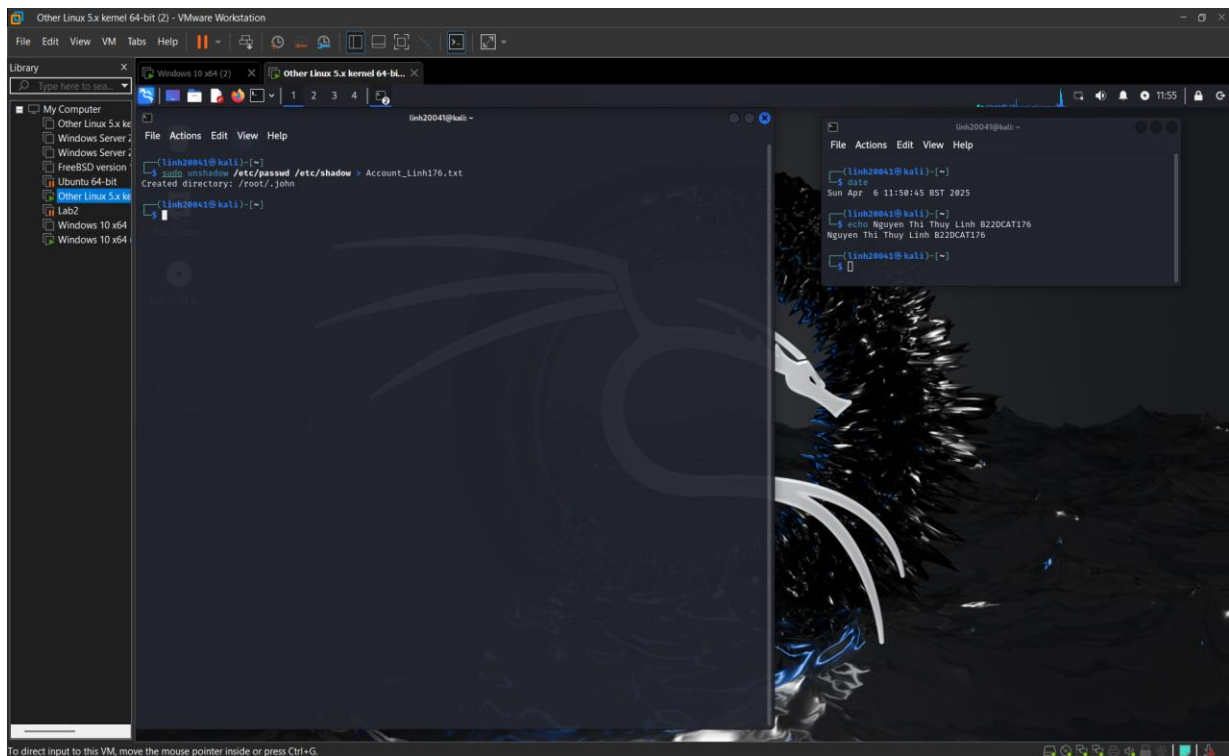 Other Linux 5.x kernel 64-bit (2) - VMware Workstation
File Edit View VM Tabs Help
Library X
Type here to sea...
My Computer
Other Linux 5.x ke
Windows Server 2
Windows Server 2
FreeBSD version
Ubuntu 64-bit
Other Linux 5.x ke
Lab2
Windows 10 x64
Windows 10 x64
Windows 10 x64 (2) X
Other Linux 5.x kernel 64-bi... X
1 2 3 4
11:55
linh20041@kali: ~
File Actions Edit View Help
(linh20041㉿kali)-[~]
$ sudo unshadow /etc/passwd /etc/shadow > Account_Linh176.txt
Created directory: /root/.john
(linh20041㉿kali)-[~]
$
linh20041@kali: ~
File Actions Edit View Help
(linh20041㉿kali)-[~]
$ date
Sun Apr  6 11:50:45 BST 2025
(linh20041㉿kali)-[~]
$ echo Nguyen Thi Thuy Linh B22DCAT176
Nguyen Thi Thuy Linh B22DCAT176
(linh20041㉿kali)-[~]
$
To direct input to this VM, move the mouse pointer inside or press Ctrl+G.